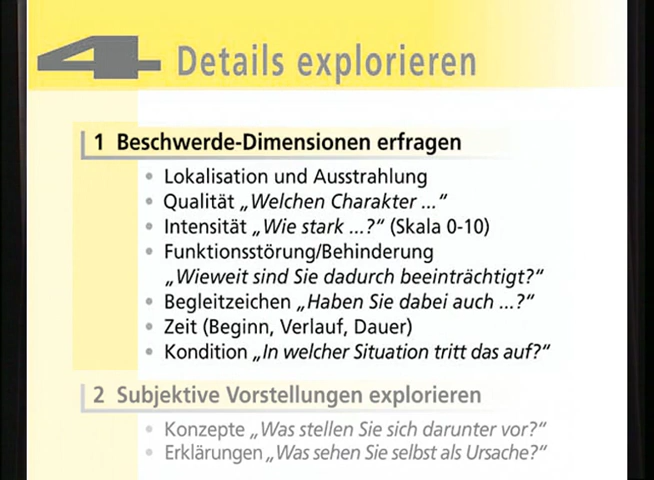 4 Details explorieren
1 Beschwerde-Dimensionen erfragen
• Lokalisation und Ausstrahlung
• Qualität „Welchen Charakter ...“
• Intensität „Wie stark ...?“ (Skala 0-10)
• Funktionsstörung/Behinderung
„Wieweit sind Sie dadurch beeinträchtigt?“
• Begleitzeichen „Haben Sie dabei auch ...?“
• Zeit (Beginn, Verlauf, Dauer)
• Kondition „In welcher Situation tritt das auf?“
2 Subjektive Vorstellungen explorieren
• Konzepte „Was stellen Sie sich darunter vor?“
• Erklärungen „Was sehen Sie selbst als Ursache?“